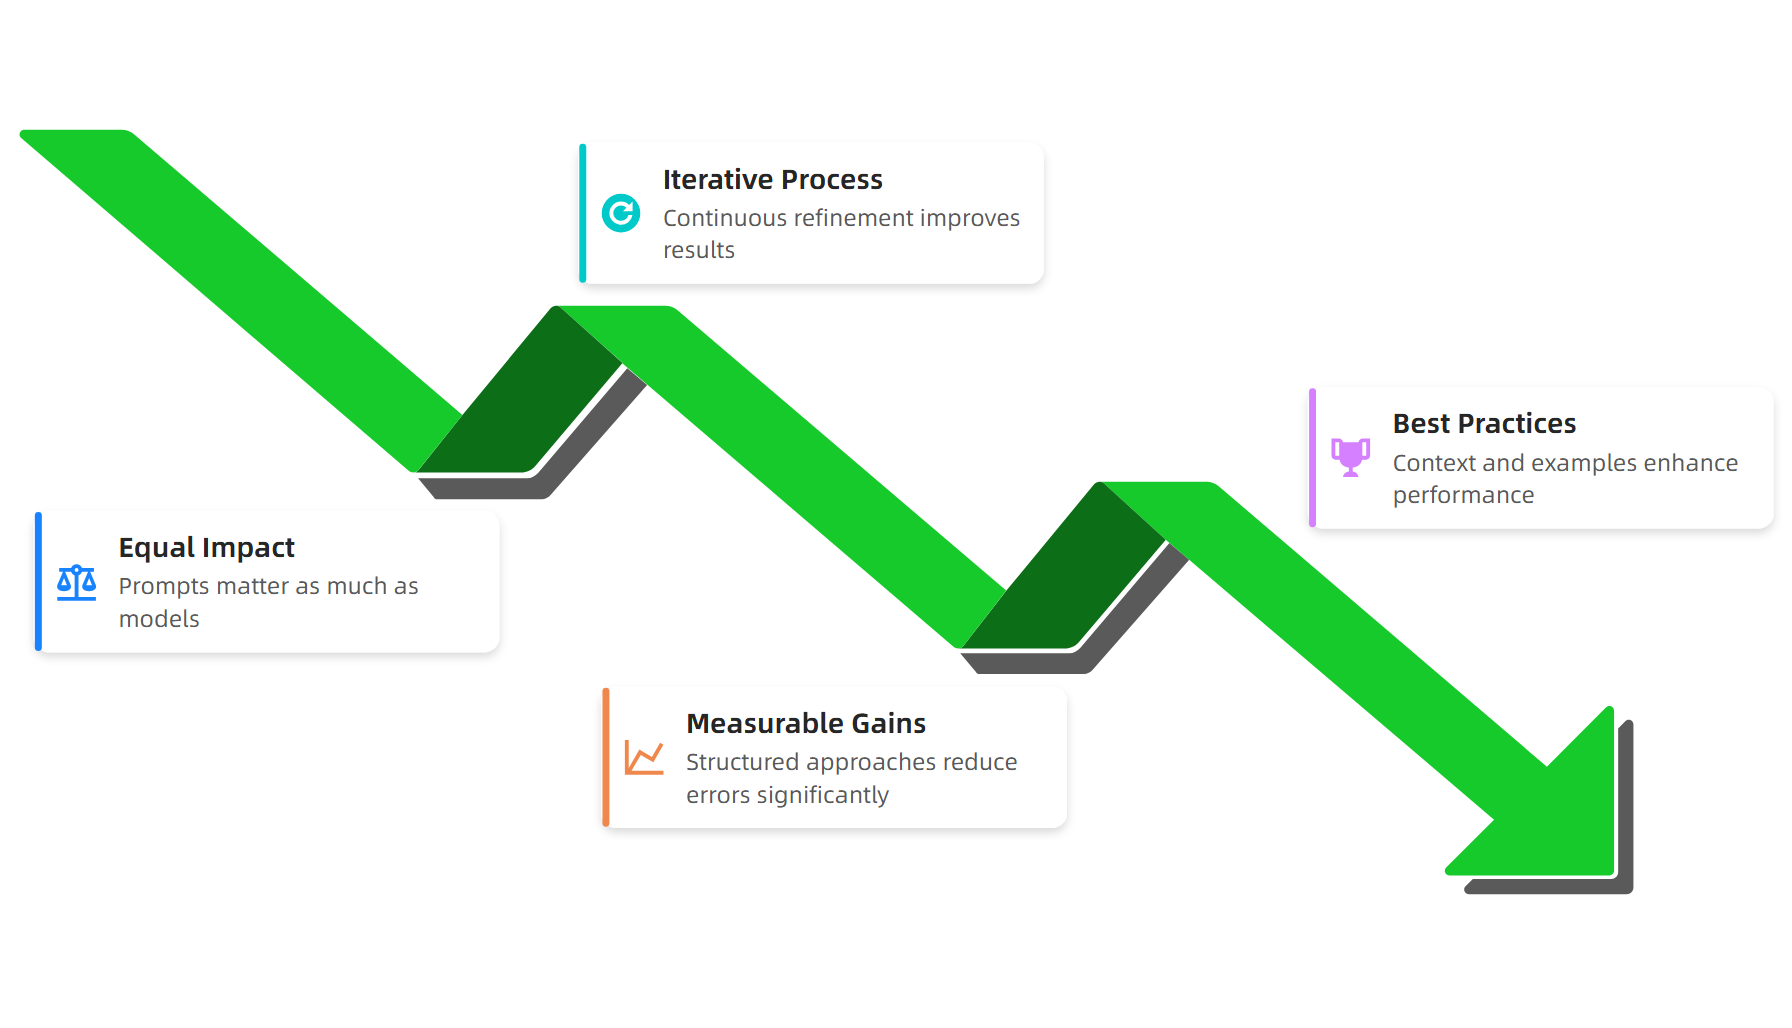 Iterative Process
Continuous refinement improves
results
Best Practices
Context and examples enhance
performance
Equal Impact
Prompts matter as much as
models
Measurable Gains
Structured approaches reduce
errors significantly